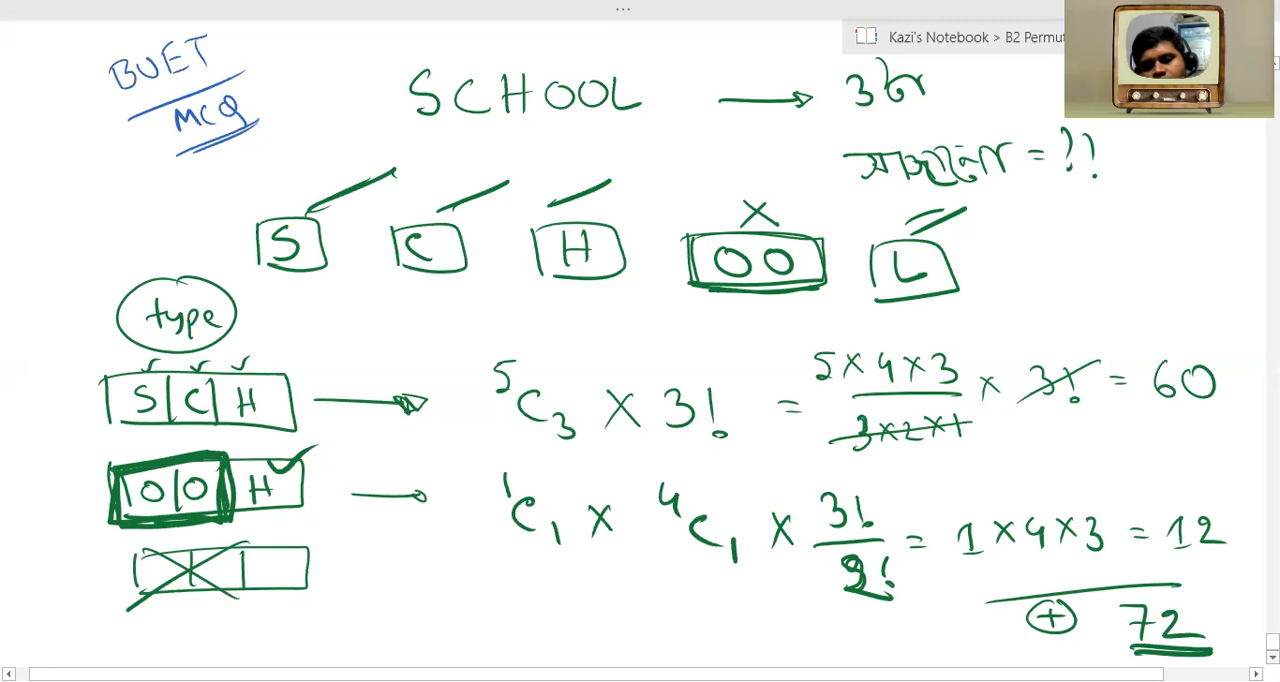 ...
Kazi's Notebook > B2 Permut
BUET
MCQ
SCHOOL → ৩টি
সাজানোর = ??
S C H OO L
type
S C H → ⁵C₃ × 3! = 5×4×3 / 3×2×1 × 3! = 60
O O H → ¹C₁ × ⁴C₁ × 3! / 2! = 1×4×3 = 12
+ 72